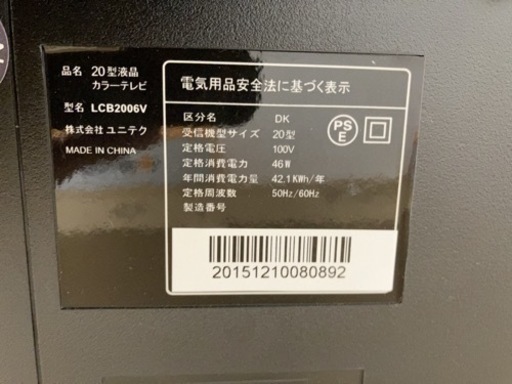 品名 20型液晶
カラーテレビ
型名 LCB2006V
株式会社 ユニテク
MADE IN CHINA
電気用品安全法に基づく表示
区分名 DK
受信機型サイズ 20型
定格電圧 100V
定格消費電力 46W
年間消費電力量 42.1KWh/年
定格周波数 50Hz/60Hz
製造番号
PS
E
20151210080892